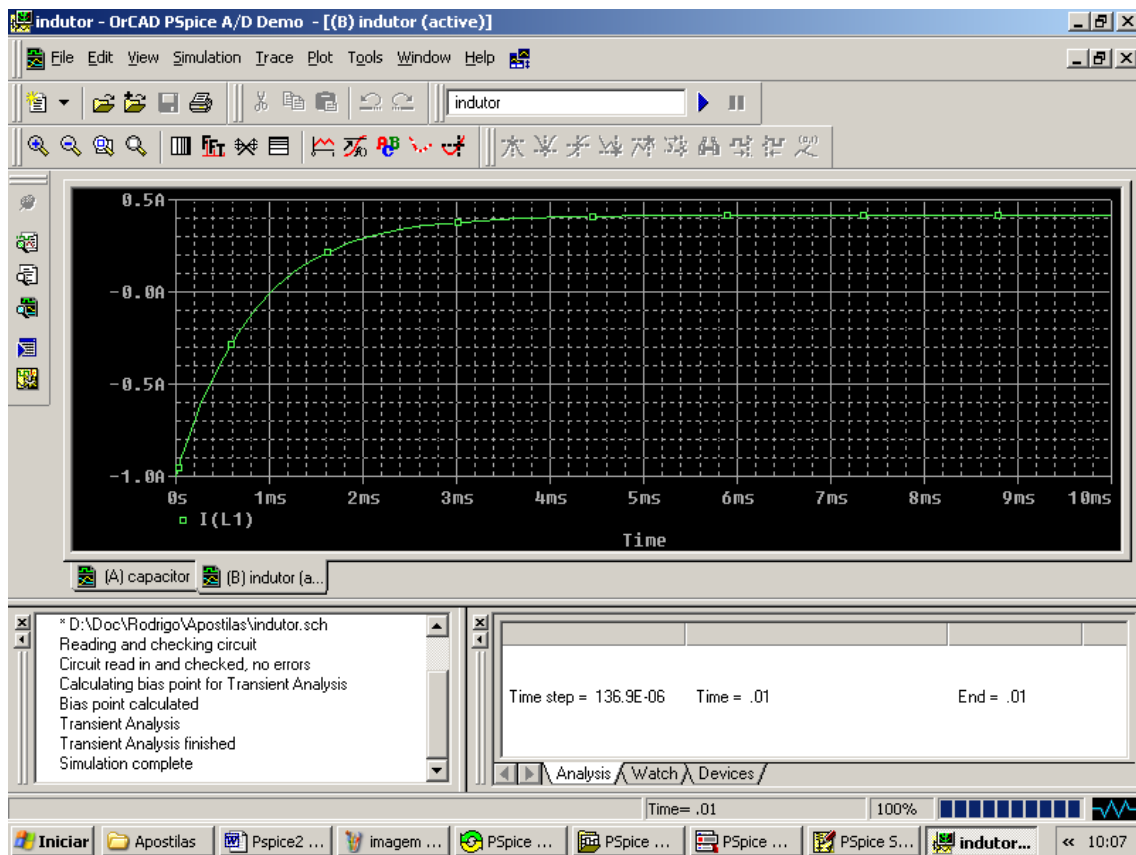 indutor - OrCAD PSpice A/D Demo - [(B) indutor (active)]
File Edit View Simulation Trace Plot Tools Window Help
indutor
FFT
0.5A
-0.0A
-0.5A
-1.0A
0s 1ms 2ms 3ms 4ms 5ms 6ms 7ms 8ms 9ms 10ms
I(L1)
Time
(A) capacitor (B) indutor (a...
* D:\Doc\Rodrigo\Apostilas\indutor.sch
Reading and checking circuit
Circuit read in and checked, no errors
Calculating bias point for Transient Analysis
Bias point calculated
Transient Analysis
Transient Analysis finished
Simulation complete
Time step = 136.9E-06 Time = .01 End = .01
Analysis Watch Devices
Time= .01 100%
Iniciar Apostilas Pspice2 ... imagem ... PSpice ... PSpice ... PSpice ... PSpice S... indutor... « 10:07